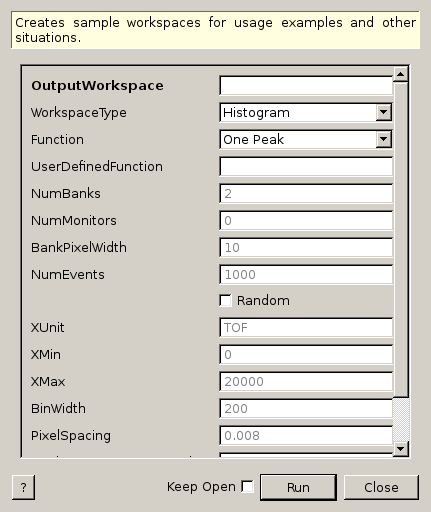 Creates sample workspaces for usage examples and other
situations.
OutputWorkspace
WorkspaceType Histogram
Function One Peak
UserDefinedFunction
NumBanks 2
NumMonitors 0
BankPixelWidth 10
NumEvents 1000
Random
XUnit TOF
XMin 0
XMax 20000
BinWidth 200
PixelSpacing 0.008
? Keep Open Run Close